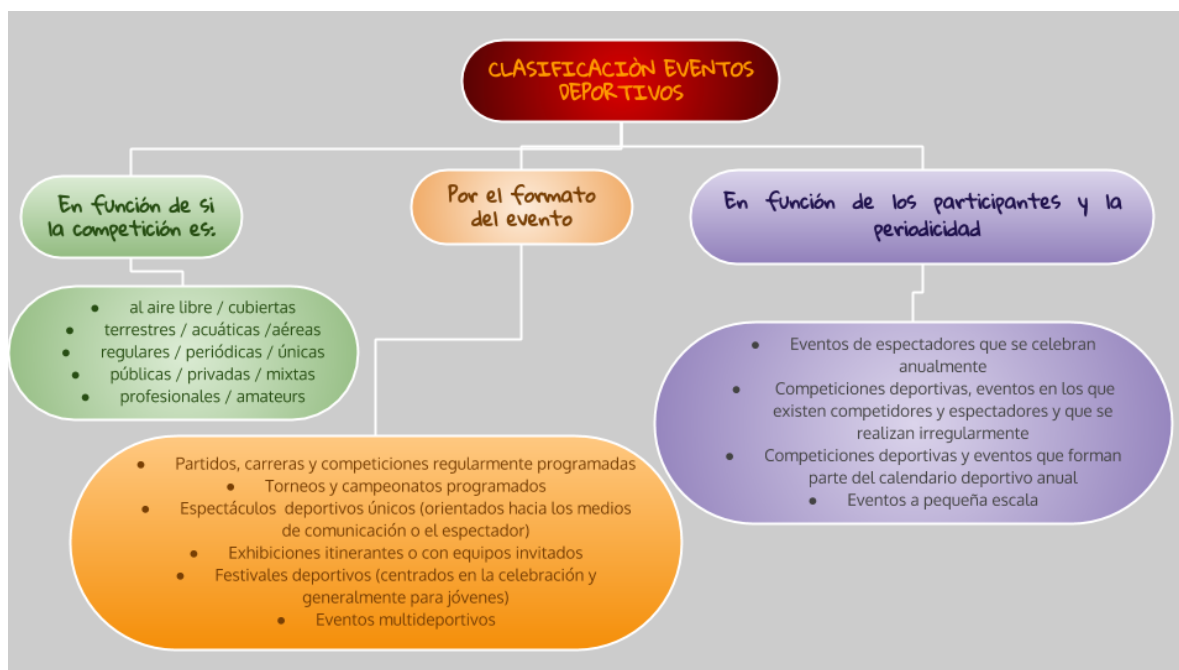 CLASIFICACIÒN EVENTOS
DEPORTIVOS
En función de si
la competición es:
● al aire libre / cubiertas
● terrestres / acuáticas /aéreas
● regulares / periódicas / únicas
● públicas / privadas / mixtas
● profesionales / amateurs
Por el formato
del evento
● Partidos, carreras y competiciones regularmente programadas
● Torneos y campeonatos programados
● Espectáculos deportivos únicos (orientados hacia los medios
de comunicación o el espectador)
● Exhibiciones itinerantes o con equipos invitados
● Festivales deportivos (centrados en la celebración y
generalmente para jóvenes)
● Eventos multideportivos
En función de los participantes y la
periodicidad
● Eventos de espectadores que se celebran
anualmente
● Competiciones deportivas, eventos en los que
existen competidores y espectadores y que se
realizan irregularmente
● Competiciones deportivas y eventos que forman
parte del calendario deportivo anual
● Eventos a pequeña escala